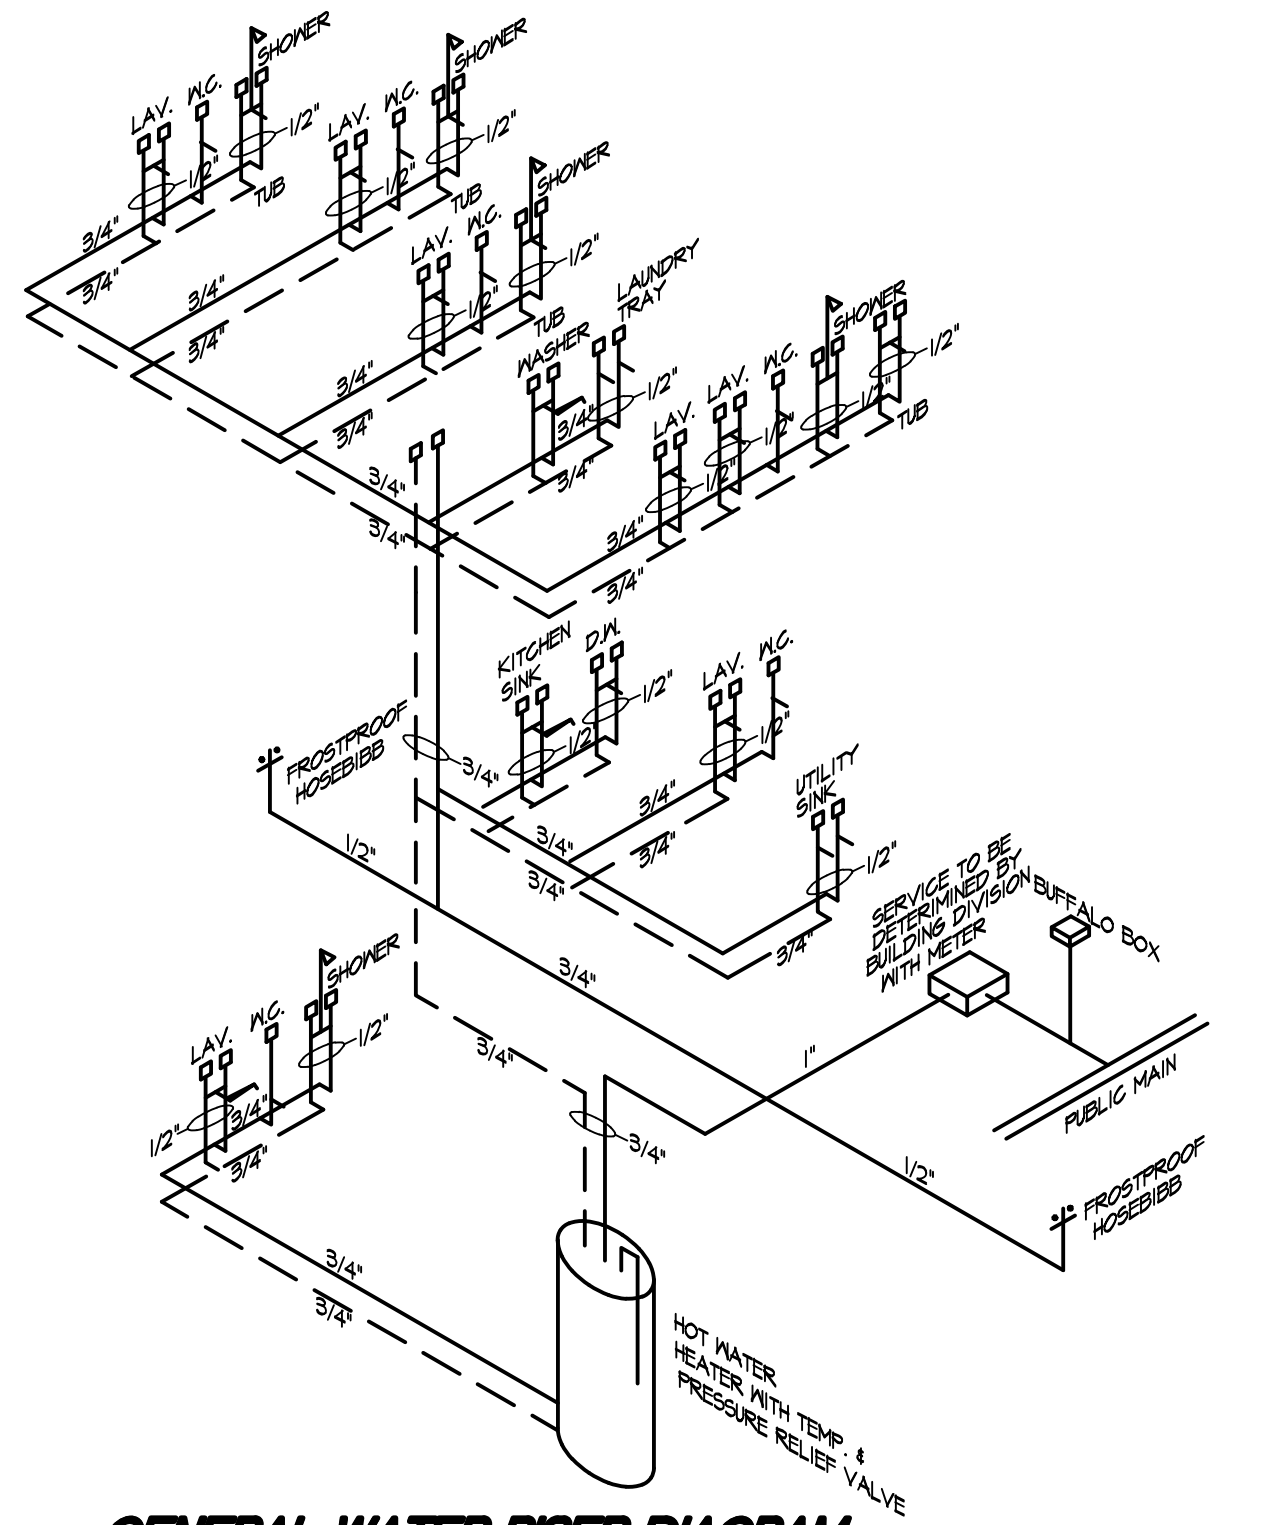 SHOWER
SHOWER
LAV.
W.C.
1/2"
1/2"
TUB
3/4"
3/4"
LAV.
W.C.
1/2"
1/2"
TUB
3/4"
3/4"
SHOWER
LAV.
W.C.
1/2"
1/2"
TUB
3/4"
3/4"
LAUNDRY
TRAY
WASHER
1/2"
3/4"
3/4"
SHOWER
LAV.
LAV.
W.C.
1/2"
1/2"
1/2"
1/2"
TUB
3/4"
3/4"
3/4"
3/4"
KITCHEN
SINK
D.W.
1/2"
1/2"
LAV.
W.C.
1/2"
3/4"
3/4"
FROSTPROOF
HOSEBIBB
3/4"
1/2"
3/4"
3/4"
UTILITY
SINK
1/2"
3/4"
SERVICE TO BE
DETERIMINED BY
BUILDING DIVISION
WITH METER
BUFFALO BOX
3/4"
1"
PUBLIC MAIN
SHOWER
LAV.
W.C.
1/2"
1/2"
3/4"
3/4"
3/4"
3/4"
1/2"
FROSTPROOF
HOSEBIBB
3/4"
3/4"
HOT WATER
HEATER WITH TEMP. &
PRESSURE RELIEF VALVE
GENERAL WATER RISER DIAGRAM